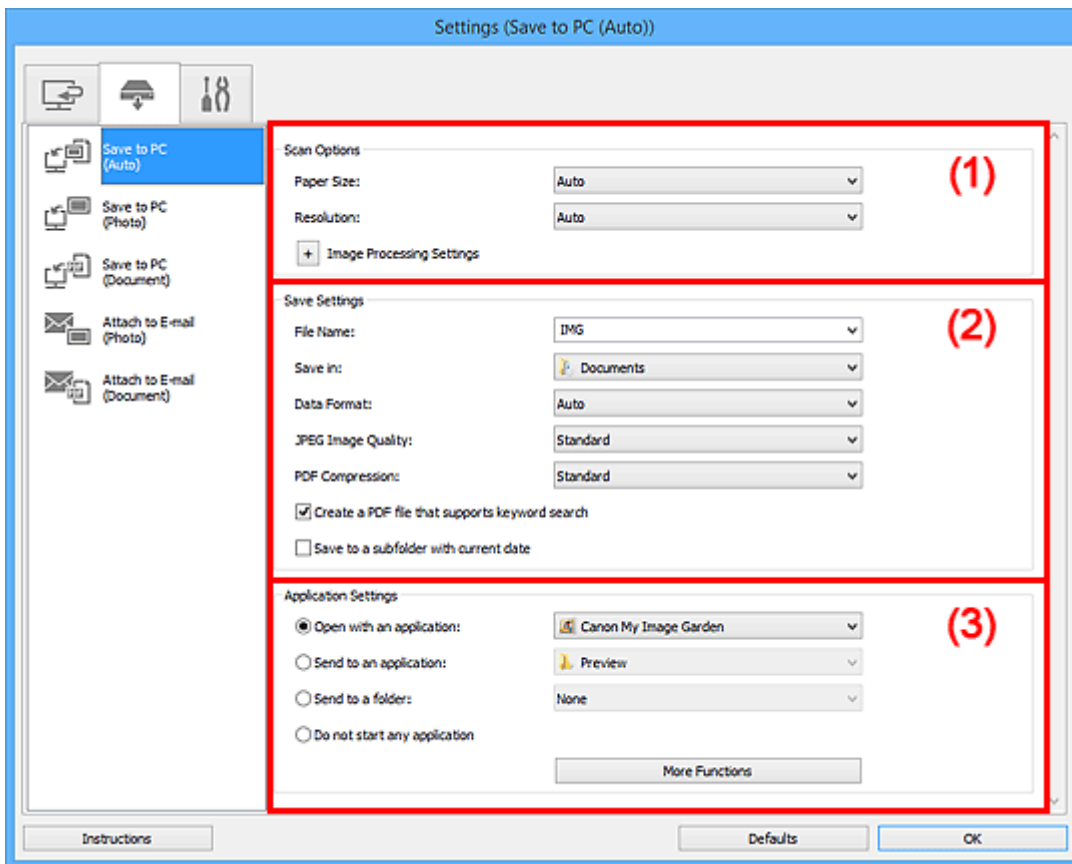 Settings (Save to PC (Auto))
Save to PC
(Auto)
Save to PC
(Photo)
Save to PC
(Document)
Attach to E-mail
(Photo)
Attach to E-mail
(Document)
Scan Options
(1)
Paper Size: Auto
Resolution: Auto
+ Image Processing Settings
Save Settings
(2)
File Name: IMG
Save in: Documents
Data Format: Auto
JPEG Image Quality: Standard
PDF Compression: Standard
Create a PDF file that supports keyword search
Save to a subfolder with current date
Application Settings
(3)
Open with an application: Canon My Image Garden
Send to an application: Preview
Send to a folder: None
Do not start any application
More Functions
Instructions Defaults OK